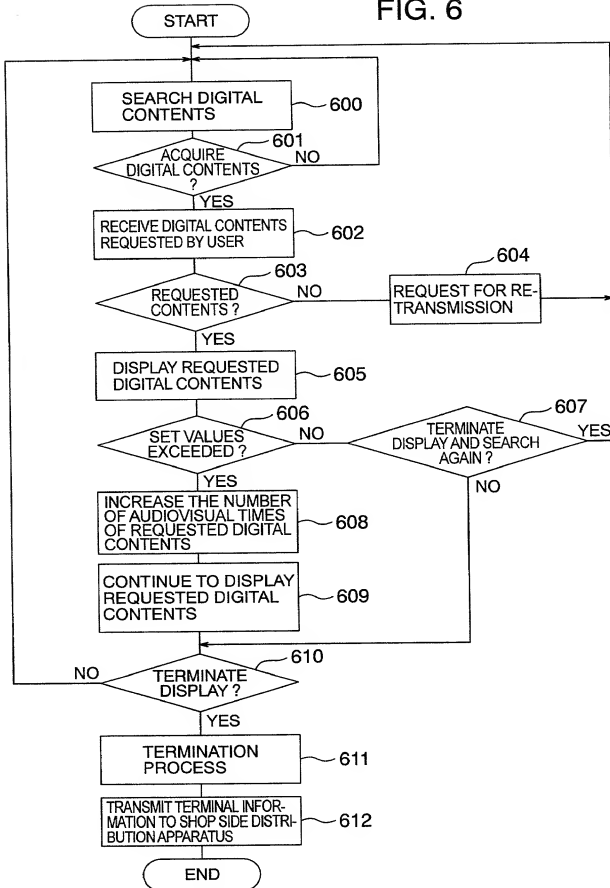 FIG. 6
START
SEARCH DIGITAL
CONTENTS
600
601
ACQUIRE
DIGITAL CONTENTS
?
NO
YES
RECEIVE DIGITAL CONTENTS
REQUESTED BY USER
602
603
REQUESTED
CONTENTS ?
NO
604
REQUEST FOR RE-
TRANSMISSION
YES
DISPLAY REQUESTED
DIGITAL CONTENTS
605
606
SET VALUES
EXCEEDED ?
NO
607
TERMINATE
DISPLAY AND SEARCH
AGAIN ?
YES
NO
YES
INCREASE THE NUMBER
OF AUDIOVISUAL TIMES
OF REQUESTED DIGITAL
CONTENTS
608
CONTINUE TO DISPLAY
REQUESTED DIGITAL
CONTENTS
609
610
TERMINATE
DISPLAY ?
NO
YES
TERMINATION
PROCESS
611
TRANSMIT TERMINAL INFOR-
MATION TO SHOP SIDE DISTRI-
BUTION APPARATUS
612
END